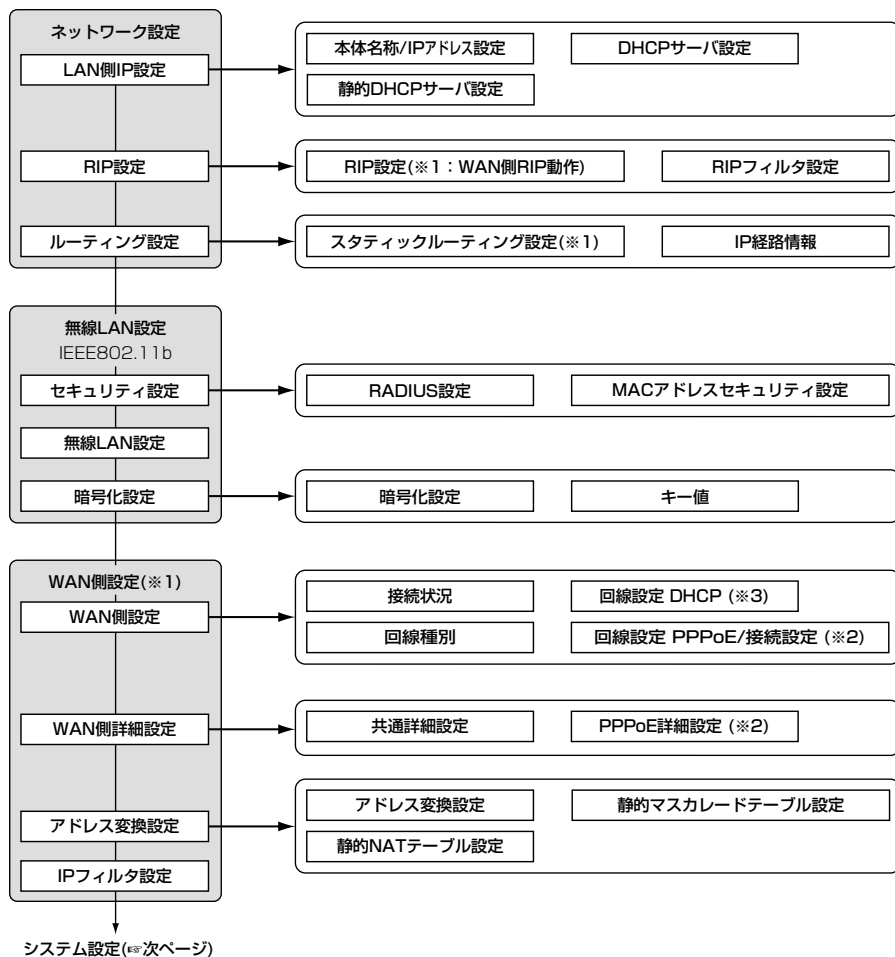 ネットワーク設定
LAN側IP設定
本体名称/IPアドレス設定
DHCPサーバ設定
静的DHCPサーバ設定
RIP設定
RIP設定(※1：WAN側RIP動作)
RIPフィルタ設定
ルーティング設定
スタティックルーティング設定(※1)
IP経路情報
無線LAN設定
IEEE802.11b
セキュリティ設定
RADIUS設定
MACアドレスセキュリティ設定
無線LAN設定
暗号化設定
暗号化設定
キー値
WAN側設定(※1)
WAN側設定
接続状況
回線設定 DHCP (※3)
回線種別
回線設定 PPPoE/接続設定 (※2)
WAN側詳細設定
共通詳細設定
PPPoE詳細設定 (※2)
アドレス変換設定
アドレス変換設定
静的マスカレードテーブル設定
静的NATテーブル設定
IPフィルタ設定
システム設定(☞次ページ)